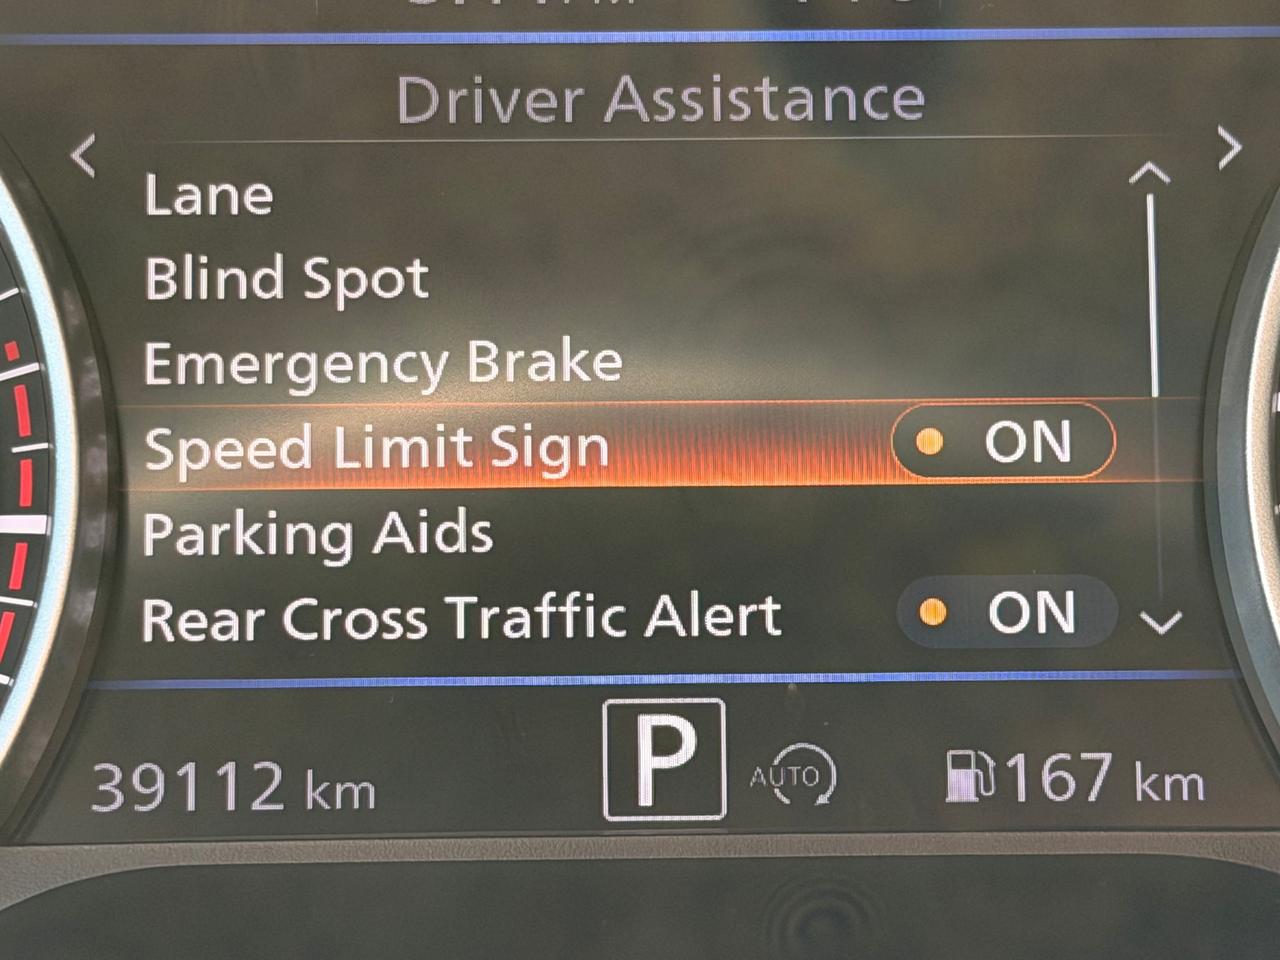 Driver Assistance
Lane
Blind Spot
Emergency Brake
Speed Limit Sign ON
Parking Aids
Rear Cross Traffic Alert ON
39112 km P AUTO 167 km